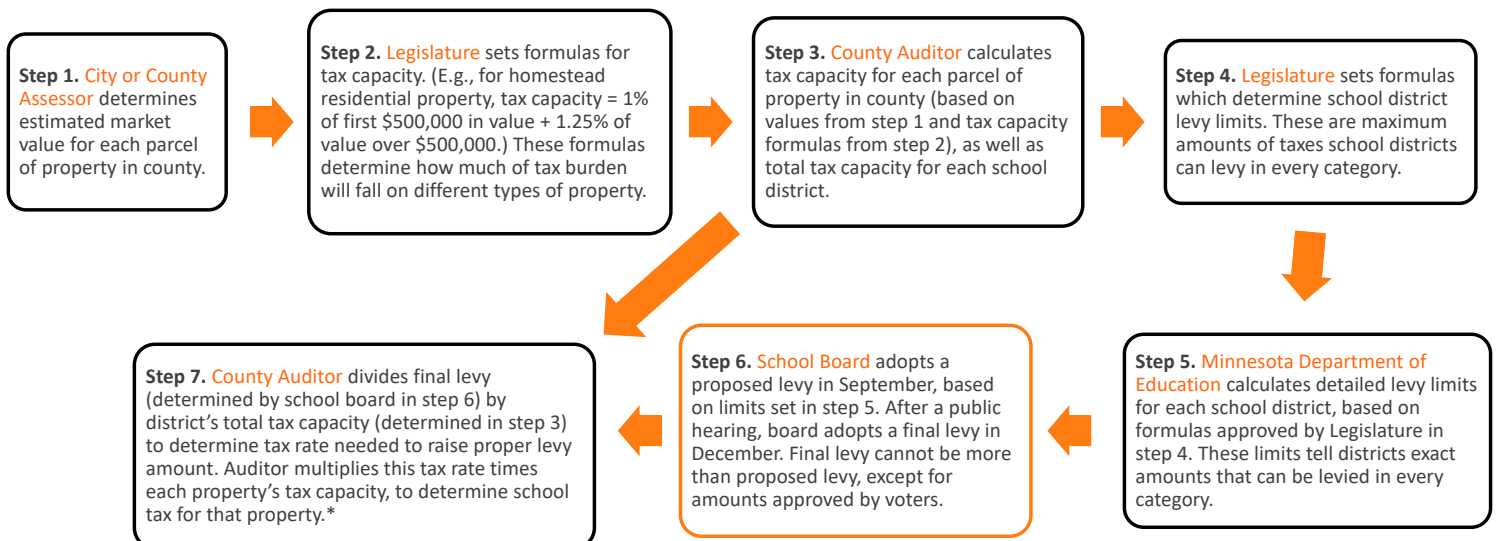 Step 1. City or County
Assessor determines
estimated market
value for each parcel
of property in county.
Step 2. Legislature sets formulas for
tax capacity. (E.g., for homestead
residential property, tax capacity = 1%
of first $500,000 in value + 1.25% of
value over $500,000.) These formulas
determine how much of tax burden
will fall on different types of property.
Step 3. County Auditor calculates
tax capacity for each parcel of
property in county (based on
values from step 1 and tax capacity
formulas from step 2), as well as
total tax capacity for each school
district.
Step 4. Legislature sets formulas
which determine school district
levy limits. These are maximum
amounts of taxes school districts
can levy in every category.
Step 5. Minnesota Department of
Education calculates detailed levy limits
for each school district, based on
formulas approved by Legislature in
step 4. These limits tell districts exact
amounts that can be levied in every
category.
Step 6. School Board adopts a
proposed levy in September, based
on limits set in step 5. After a public
hearing, board adopts a final levy in
December. Final levy cannot be more
than proposed levy, except for
amounts approved by voters.
Step 7. County Auditor divides final levy
(determined by school board in step 6) by
district’s total tax capacity (determined in step 3)
to determine tax rate needed to raise proper levy
amount. Auditor multiplies this tax rate times
each property’s tax capacity, to determine school
tax for that property.*